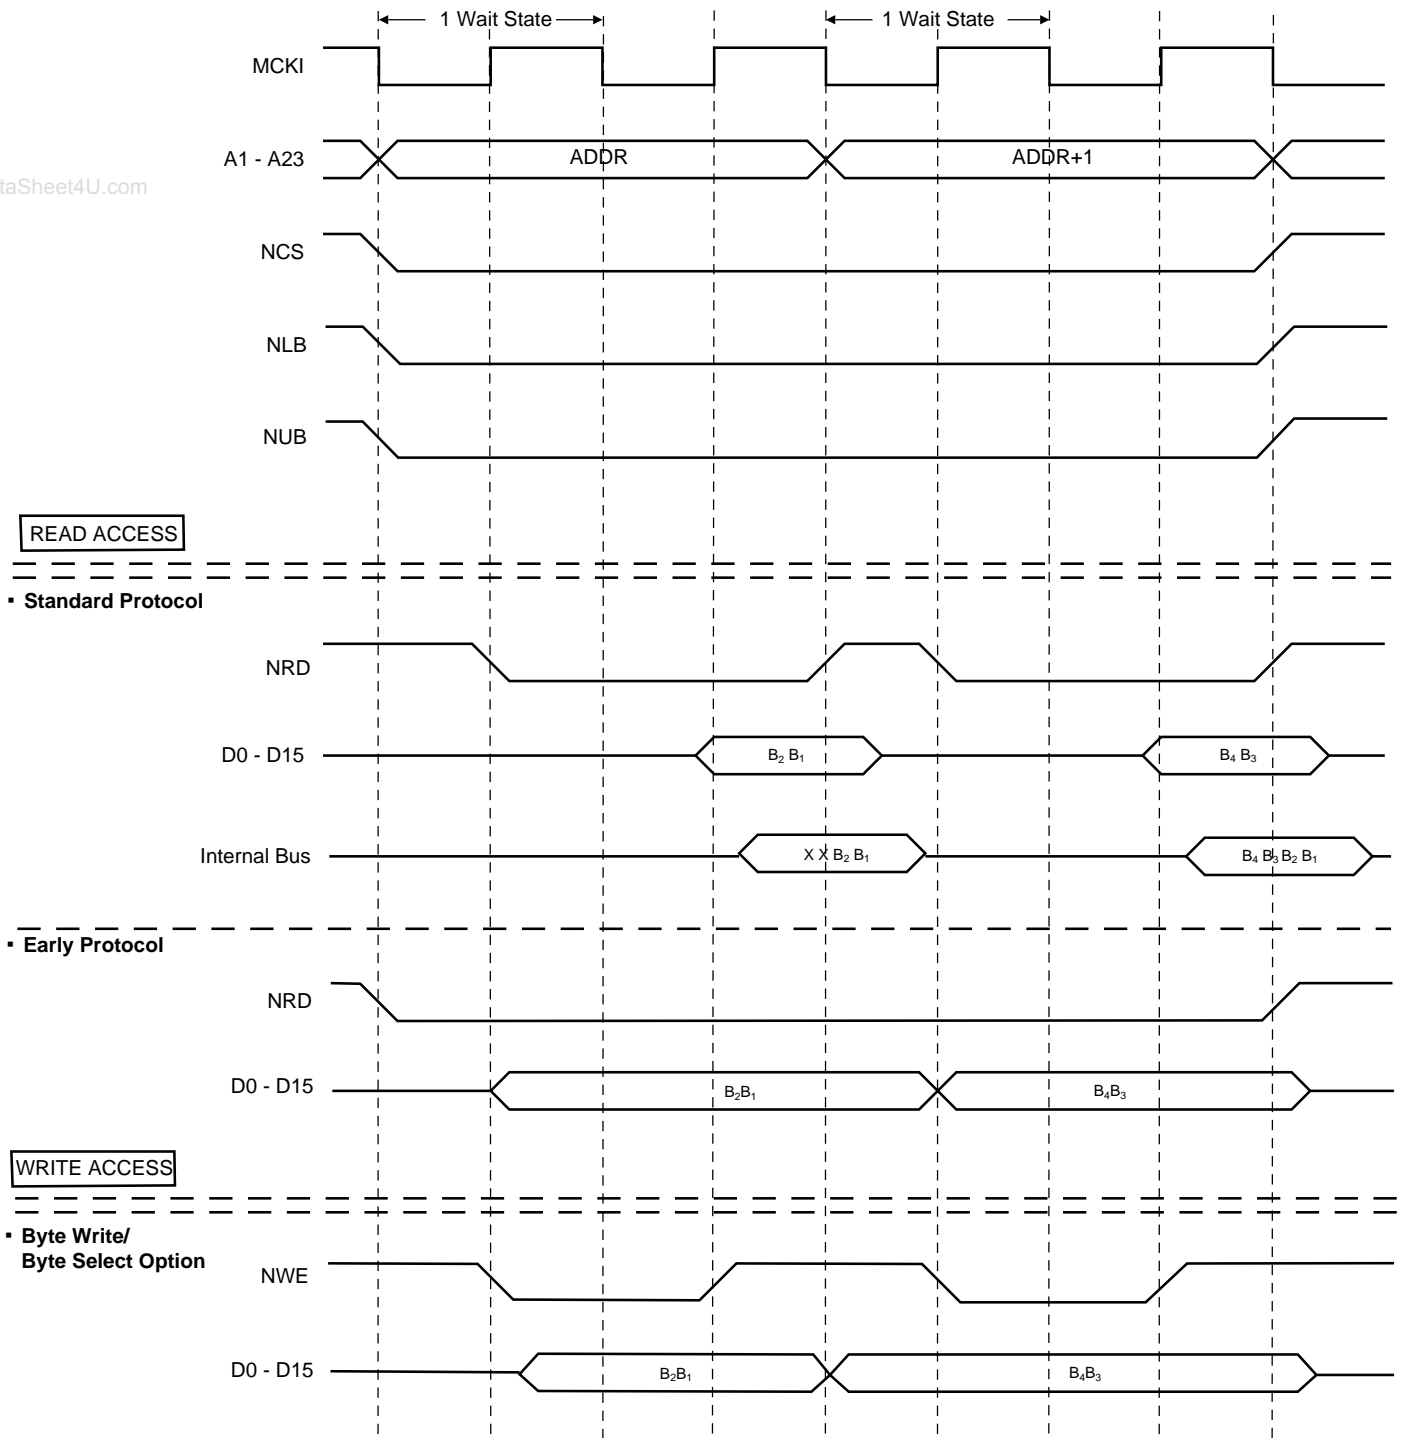 1 Wait State 1 Wait State
MCKI
A1 - A23 ADDR ADDR+1
taSheet4U.com
NCS
NLB
NUB
READ ACCESS
▪ Standard Protocol
NRD
D0 - D15 B₂ B₁ B₄ B₃
Internal Bus X X B₂ B₁ B₄ B₃ B₂ B₁
▪ Early Protocol
NRD
D0 - D15 B₂B₁ B₄B₃
WRITE ACCESS
▪ Byte Write/
Byte Select Option
NWE
D0 - D15 B₂B₁ B₄B₃